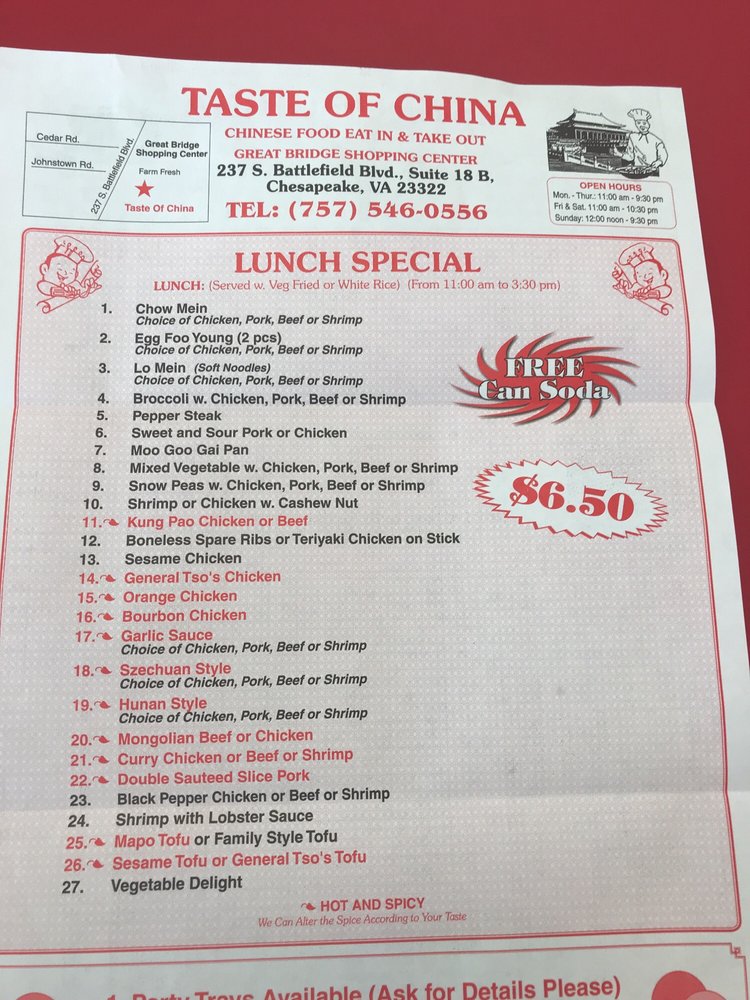 TASTE OF CHINA
CHINESE FOOD EAT IN & TAKE OUT
GREAT BRIDGE SHOPPING CENTER
237 S. Battlefield Blvd., Suite 18 B,
Chesapeake, VA 23322
TEL: (757) 546-0556
Cedar Rd.
Johnstown Rd.
237 S. Battlefield Blvd.
Great Bridge
Shopping Center
Farm Fresh
Taste Of China
OPEN HOURS
Mon. - Thur.: 11:00 am - 9:30 pm
Fri & Sat. 11:00 am - 10:30 pm
Sunday: 12:00 noon - 9:30 pm
LUNCH SPECIAL
LUNCH: (Served w. Veg Fried or White Rice) (From 11:00 am to 3:30 pm)
1. Chow Mein
Choice of Chicken, Pork, Beef or Shrimp
2. Egg Foo Young (2 pcs)
Choice of Chicken, Pork, Beef or Shrimp
3. Lo Mein (Soft Noodles)
Choice of Chicken, Pork, Beef or Shrimp
4. Broccoli w. Chicken, Pork, Beef or Shrimp
5. Pepper Steak
6. Sweet and Sour Pork or Chicken
7. Moo Goo Gai Pan
8. Mixed Vegetable w. Chicken, Pork, Beef or Shrimp
9. Snow Peas w. Chicken, Pork, Beef or Shrimp
10. Shrimp or Chicken w. Cashew Nut
11. Kung Pao Chicken or Beef
12. Boneless Spare Ribs or Teriyaki Chicken on Stick
13. Sesame Chicken
14. General Tso's Chicken
15. Orange Chicken
16. Bourbon Chicken
17. Garlic Sauce
Choice of Chicken, Pork, Beef or Shrimp
18. Szechuan Style
Choice of Chicken, Pork, Beef or Shrimp
19. Hunan Style
Choice of Chicken, Pork, Beef or Shrimp
20. Mongolian Beef or Chicken
21. Curry Chicken or Beef or Shrimp
22. Double Sauteed Slice Pork
23. Black Pepper Chicken or Beef or Shrimp
24. Shrimp with Lobster Sauce
25. Mapo Tofu or Family Style Tofu
26. Sesame Tofu or General Tso's Tofu
27. Vegetable Delight
FREE
Can Soda
$6.50
HOT AND SPICY
We Can Alter the Spice According to Your Taste
1. Party Trays Available (Ask for Details Please)